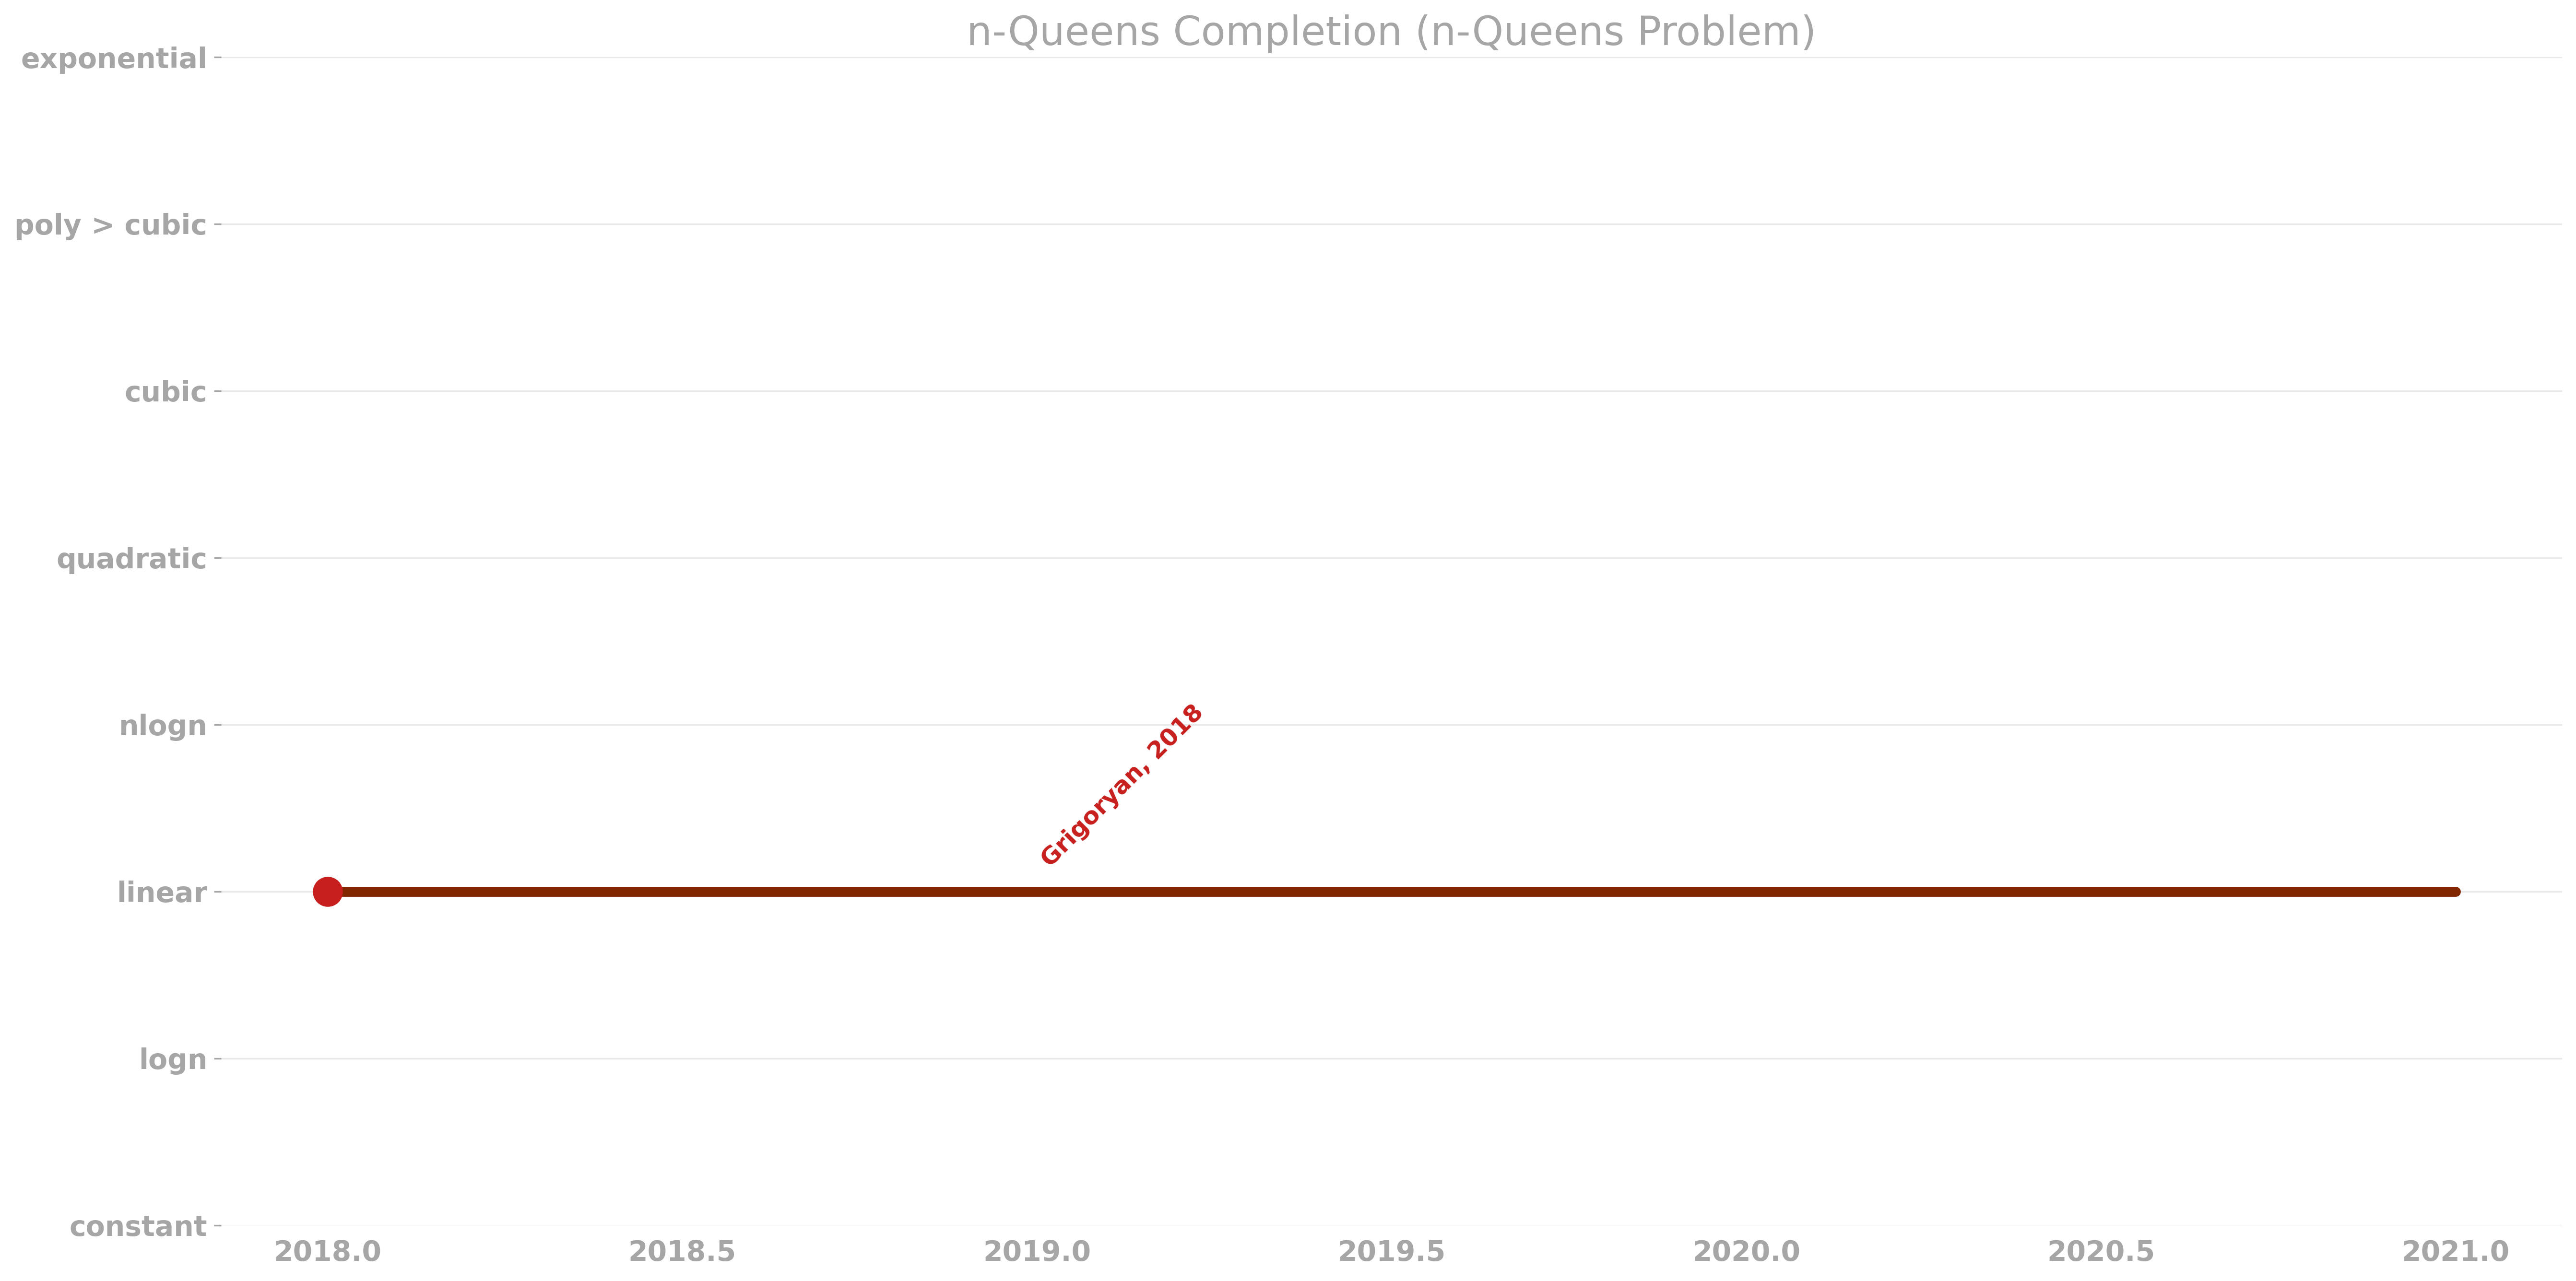 n-Queens Completion (n-Queens Problem)
exponential
poly > cubic
cubic
quadratic
nlogn
Grigoryan, 2018
linear
logn
constant
2018.0 2018.5 2019.0 2019.5 2020.0 2020.5 2021.0